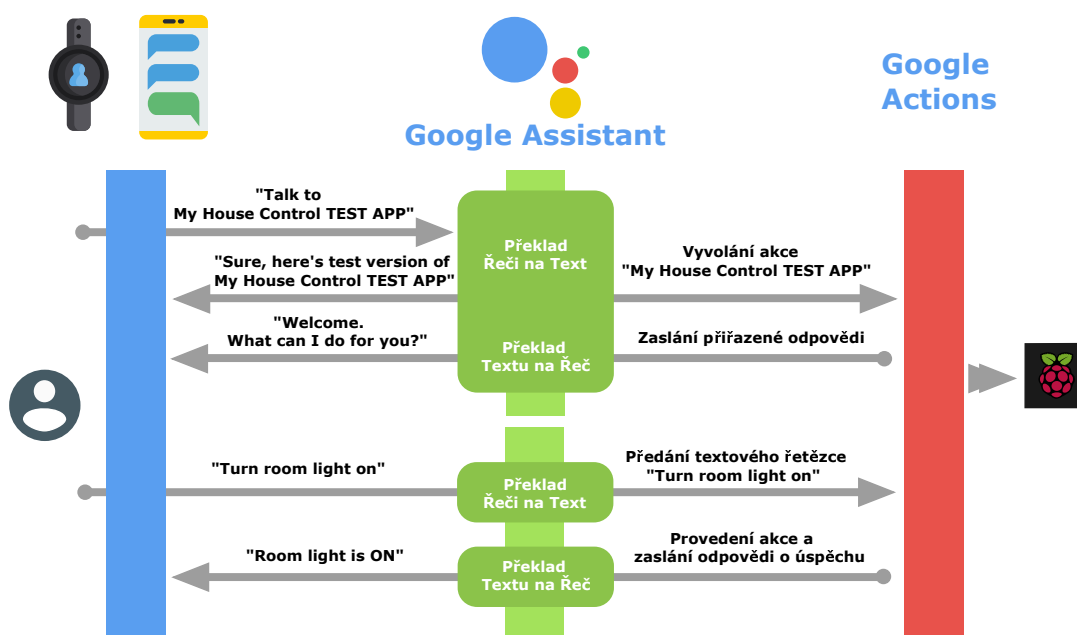 Google Assistant
Google
Actions
"Talk to
My House Control TEST APP"
Překlad
Řeči na Text
"Sure, here's test version of
My House Control TEST APP"
Vyvolání akce
"My House Control TEST APP"
"Welcome.
What can I do for you?"
Překlad
Textu na Řeč
Zaslání přiřazené odpovědi
"Turn room light on"
Překlad
Řeči na Text
Předání textového řetězce
"Turn room light on"
"Room light is ON"
Překlad
Textu na Řeč
Provedení akce a
zaslání odpovědi o úspěchu